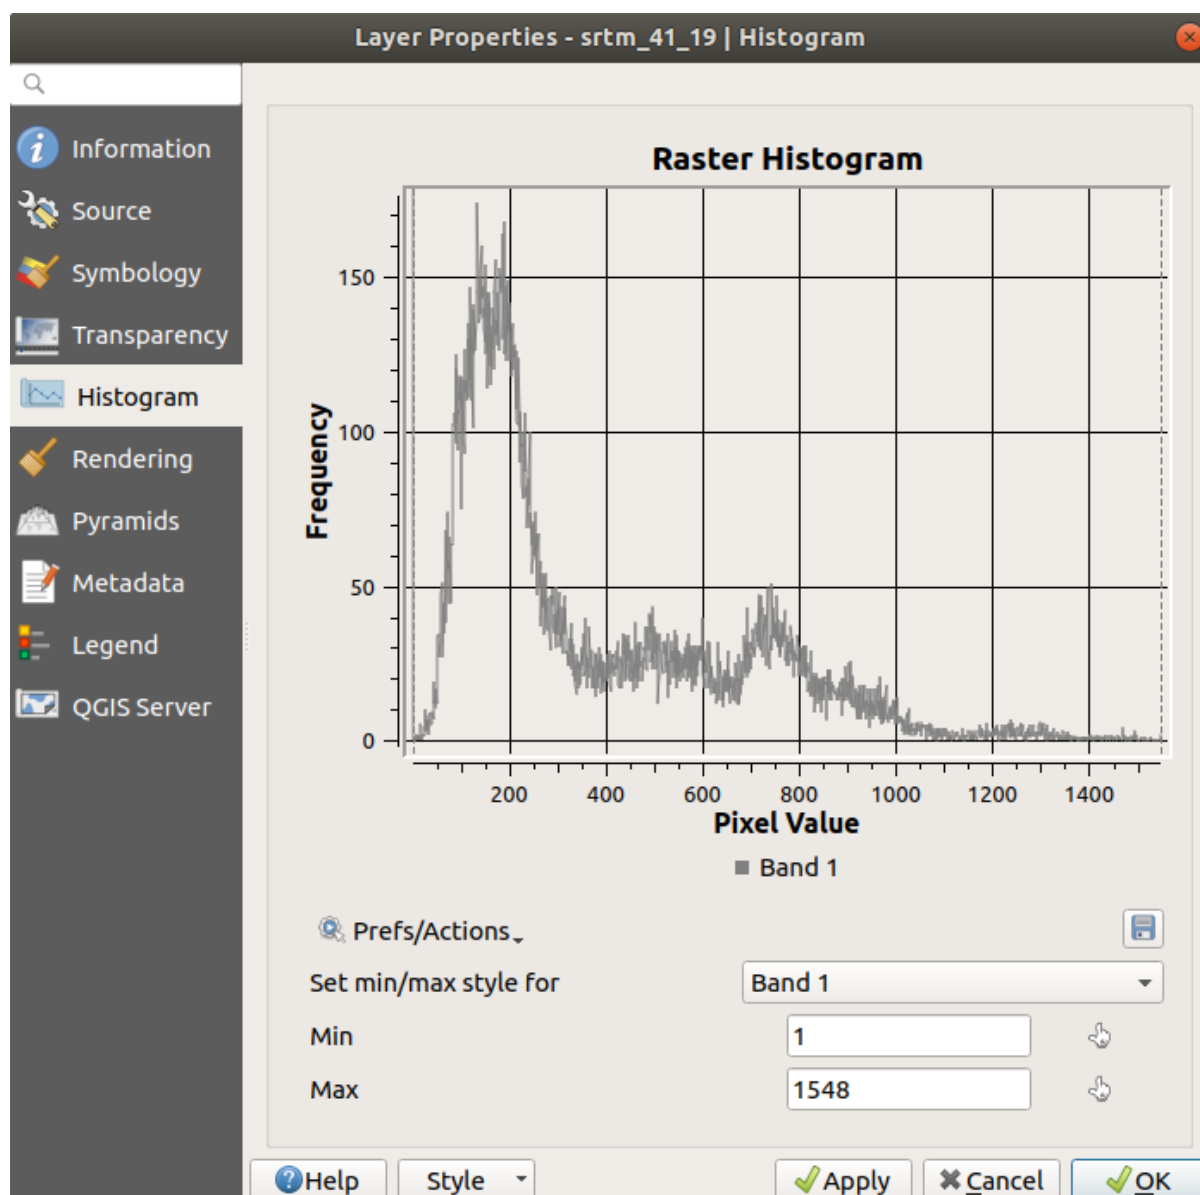 Layer Properties - srtm_41_19 | Histogram
Information
Source
Symbology
Transparency
Histogram
Rendering
Pyramids
Metadata
Legend
QGIS Server
Raster Histogram
Frequency
150
100
50
0
200 400 600 800 1000 1200 1400
Pixel Value
Band 1
Prefs/Actions
Set min/max style for Band 1
Min 1
Max 1548
Help Style Apply Cancel OK